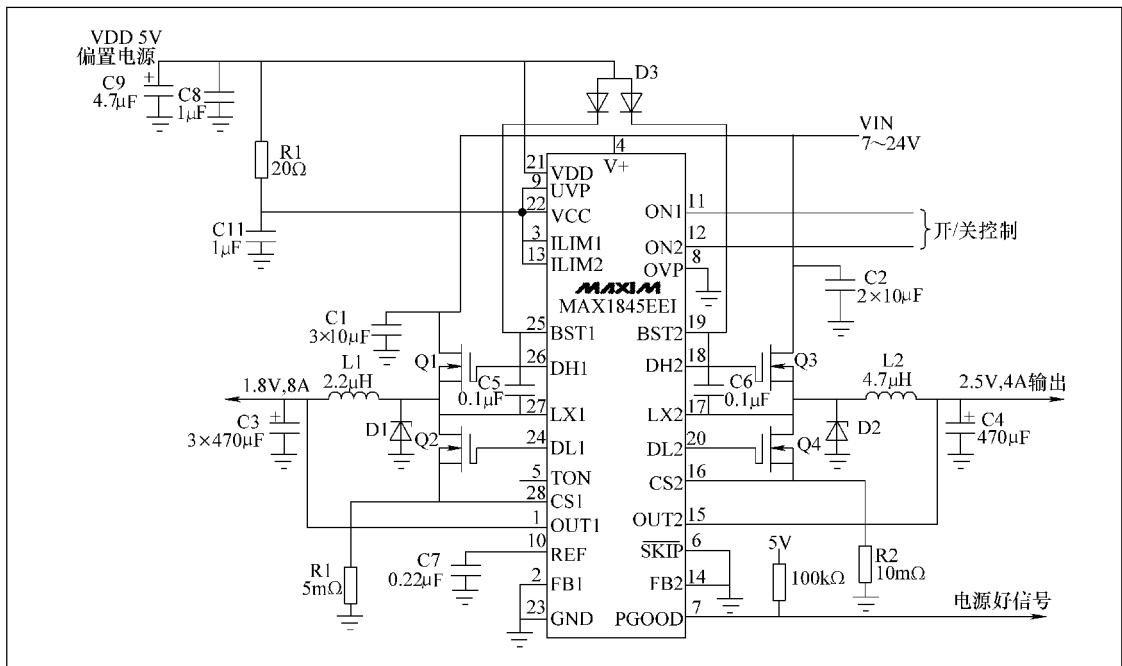 VDD 5V
偏置电源
C9
4.7μF
+
C8
1μF
D3
VIN
7～24V
R1
20Ω
C11
1μF
4
V+
21
VDD
9
UVP
22
VCC
3
ILIM1
13
ILIM2
ON1
11
ON2
12
开/关控制
OVP
8
MAXIM
MAX1845EEI
C1
3×10μF
C2
2×10μF
25
BST1
BST2
19
Q1
26
DH1
DH2
18
Q3
L1
2.2μH
1.8V,8A
C5
0.1μF
C6
0.1μF
L2
4.7μH
2.5V,4A输出
27
LX1
LX2
17
C3
+
3×470μF
D1
Q2
24
DL1
DL2
20
Q4
D2
+
C4
470μF
5
TON
CS2
16
28
CS1
1
OUT1
OUT2
15
10
REF
SKIP
6
C7
0.22μF
R1
5mΩ
2
FB1
FB2
14
23
GND
PGOOD
7
5V
100kΩ
R2
10mΩ
电源好信号